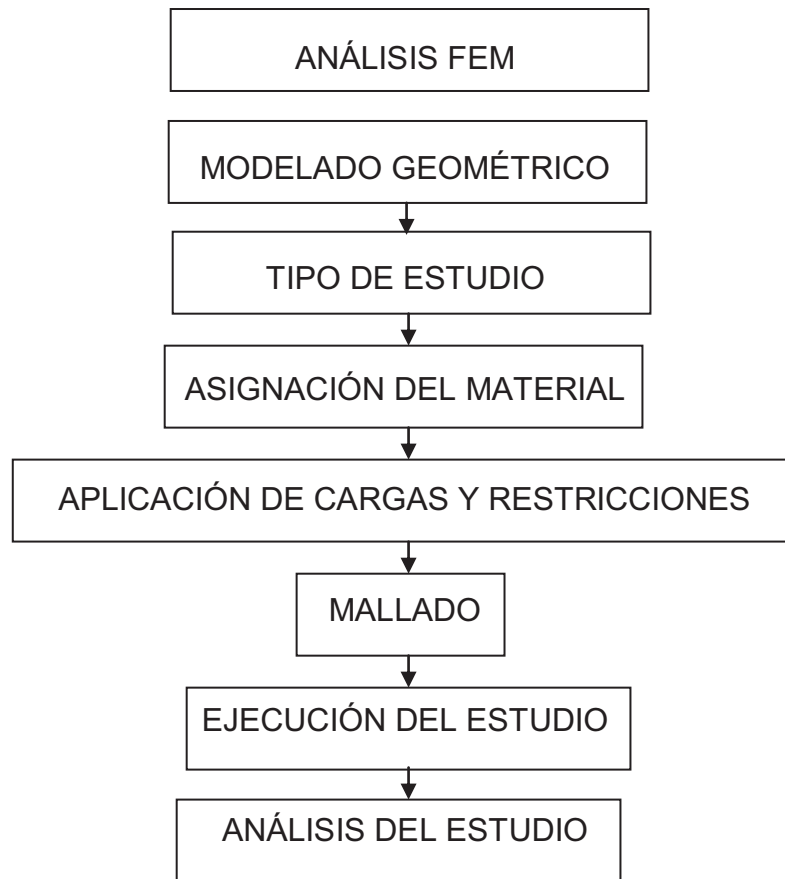 ANÁLISIS FEM
MODELADO GEOMÉTRICO
TIPO DE ESTUDIO
ASIGNACIÓN DEL MATERIAL
APLICACIÓN DE CARGAS Y RESTRICCIONES
MALLADO
EJECUCIÓN DEL ESTUDIO
ANÁLISIS DEL ESTUDIO